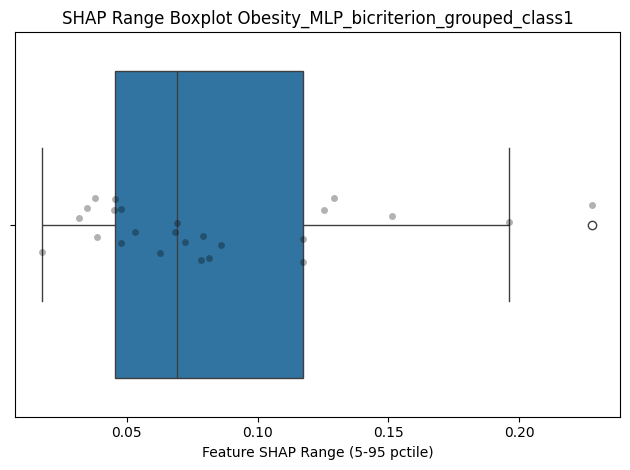 SHAP Range Boxplot Obesity_MLP_bicriterion_grouped_class1
0.05 0.10 0.15 0.20
Feature SHAP Range (5-95 pctile)